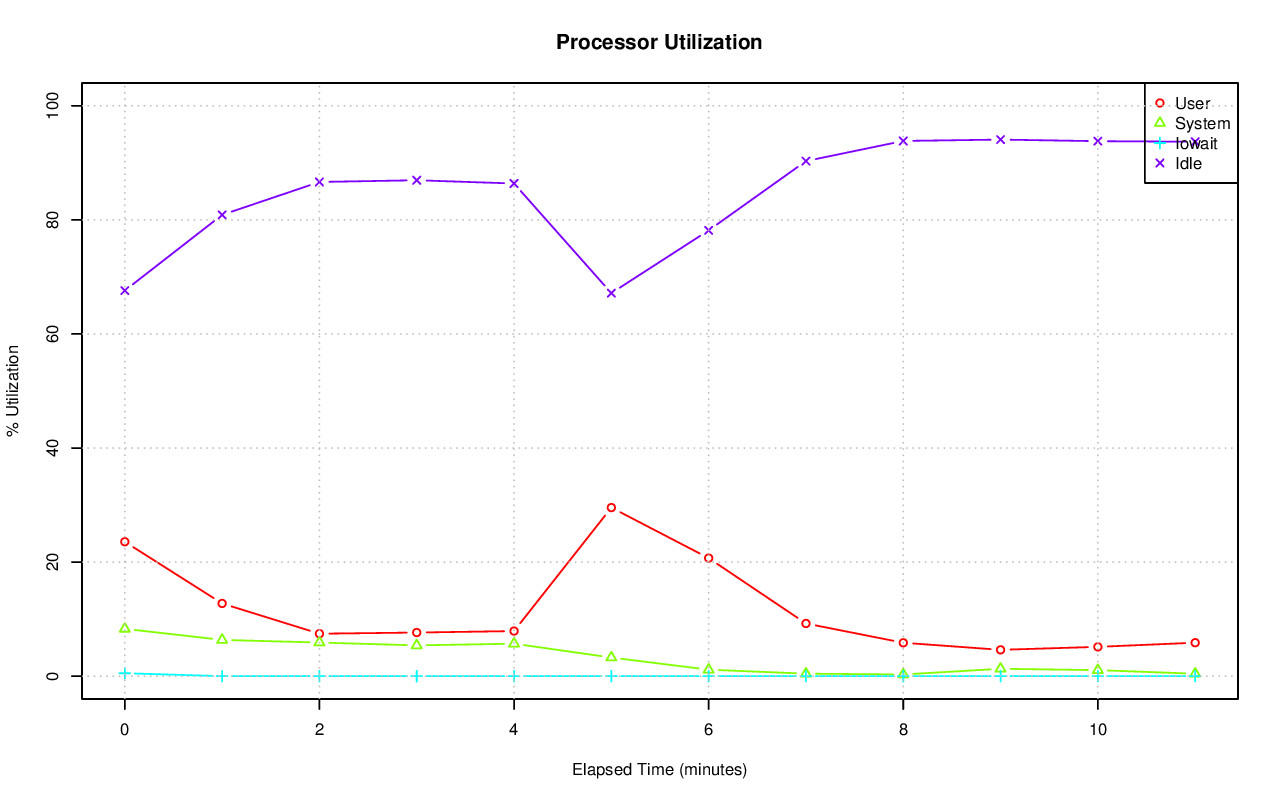 Processor Utilization
100
80
60
40
20
0
% Utilization
User
System
Iowait
Idle
0 2 4 6 8 10
Elapsed Time (minutes)